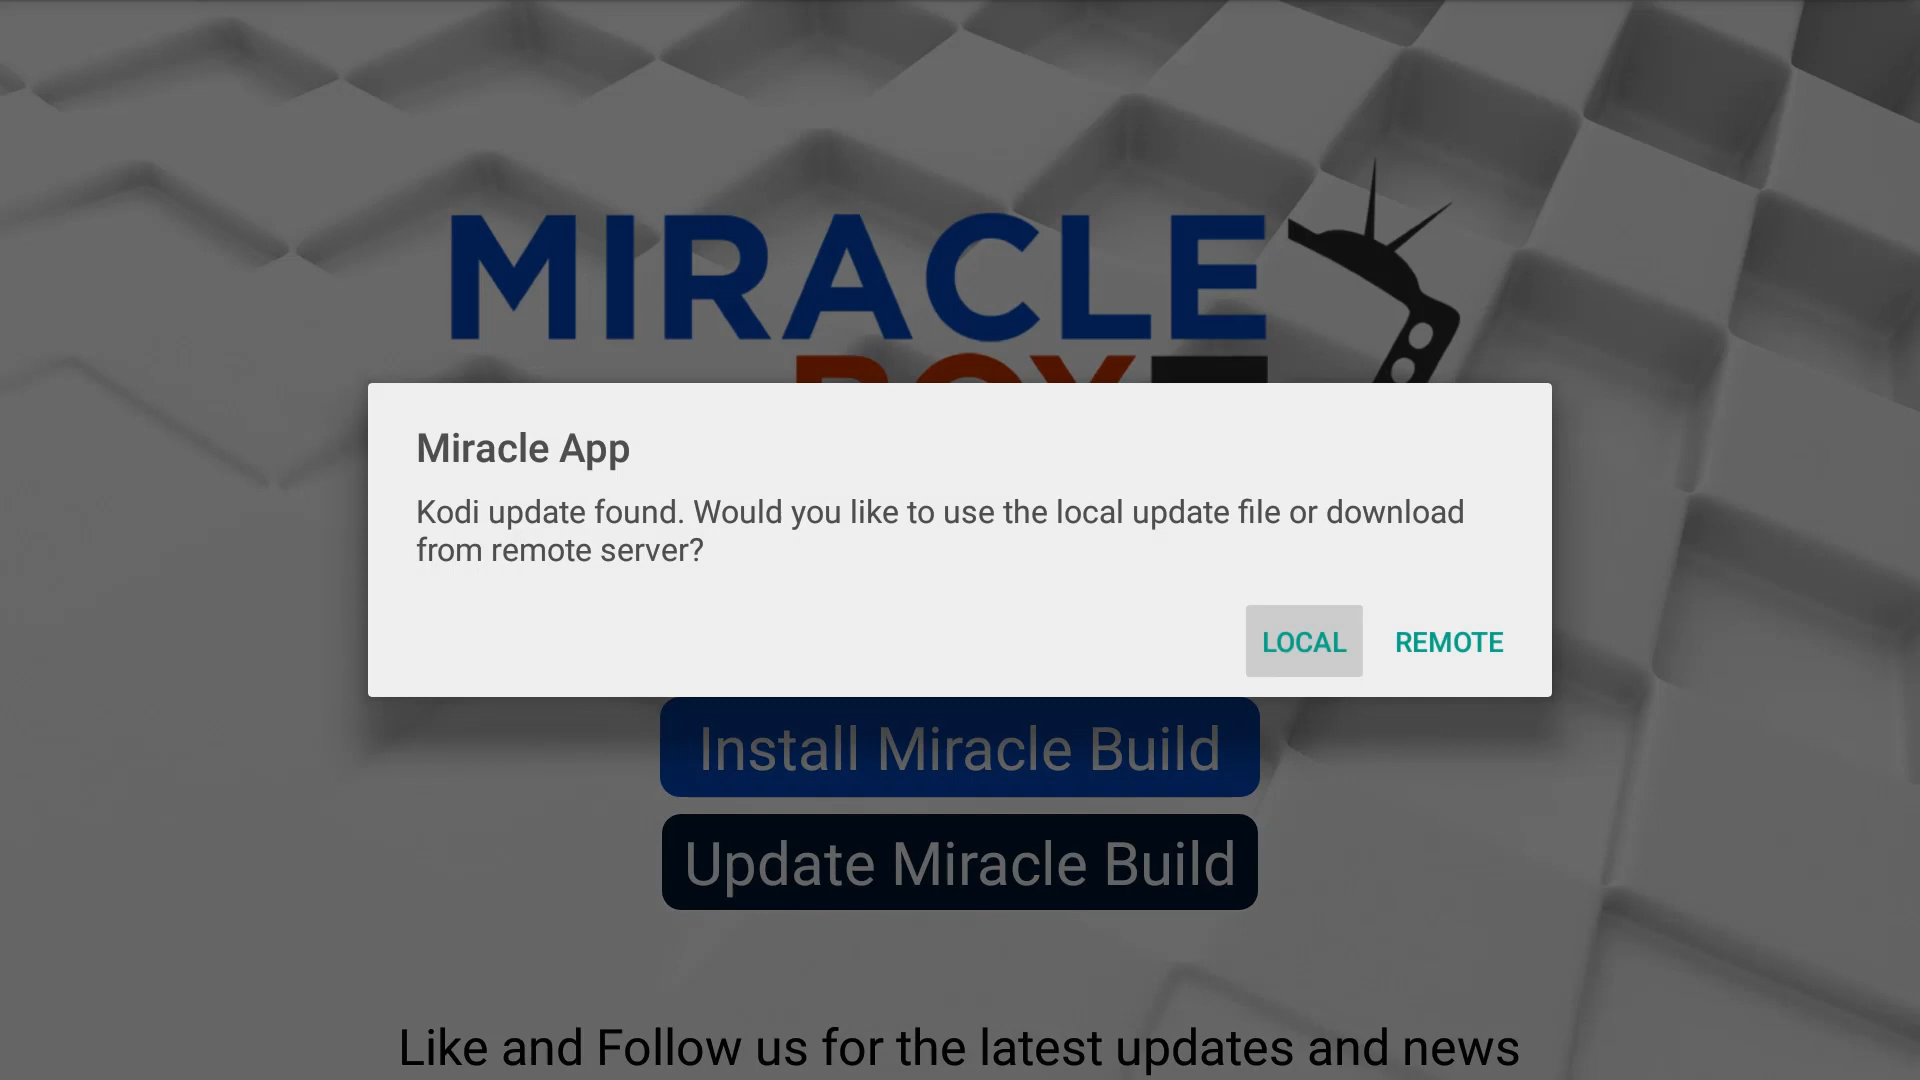 MIRACLE
BOX
Miracle App
Kodi update found. Would you like to use the local update file or download
from remote server?
LOCAL
REMOTE
Install Miracle Build
Update Miracle Build
Like and Follow us for the latest updates and news